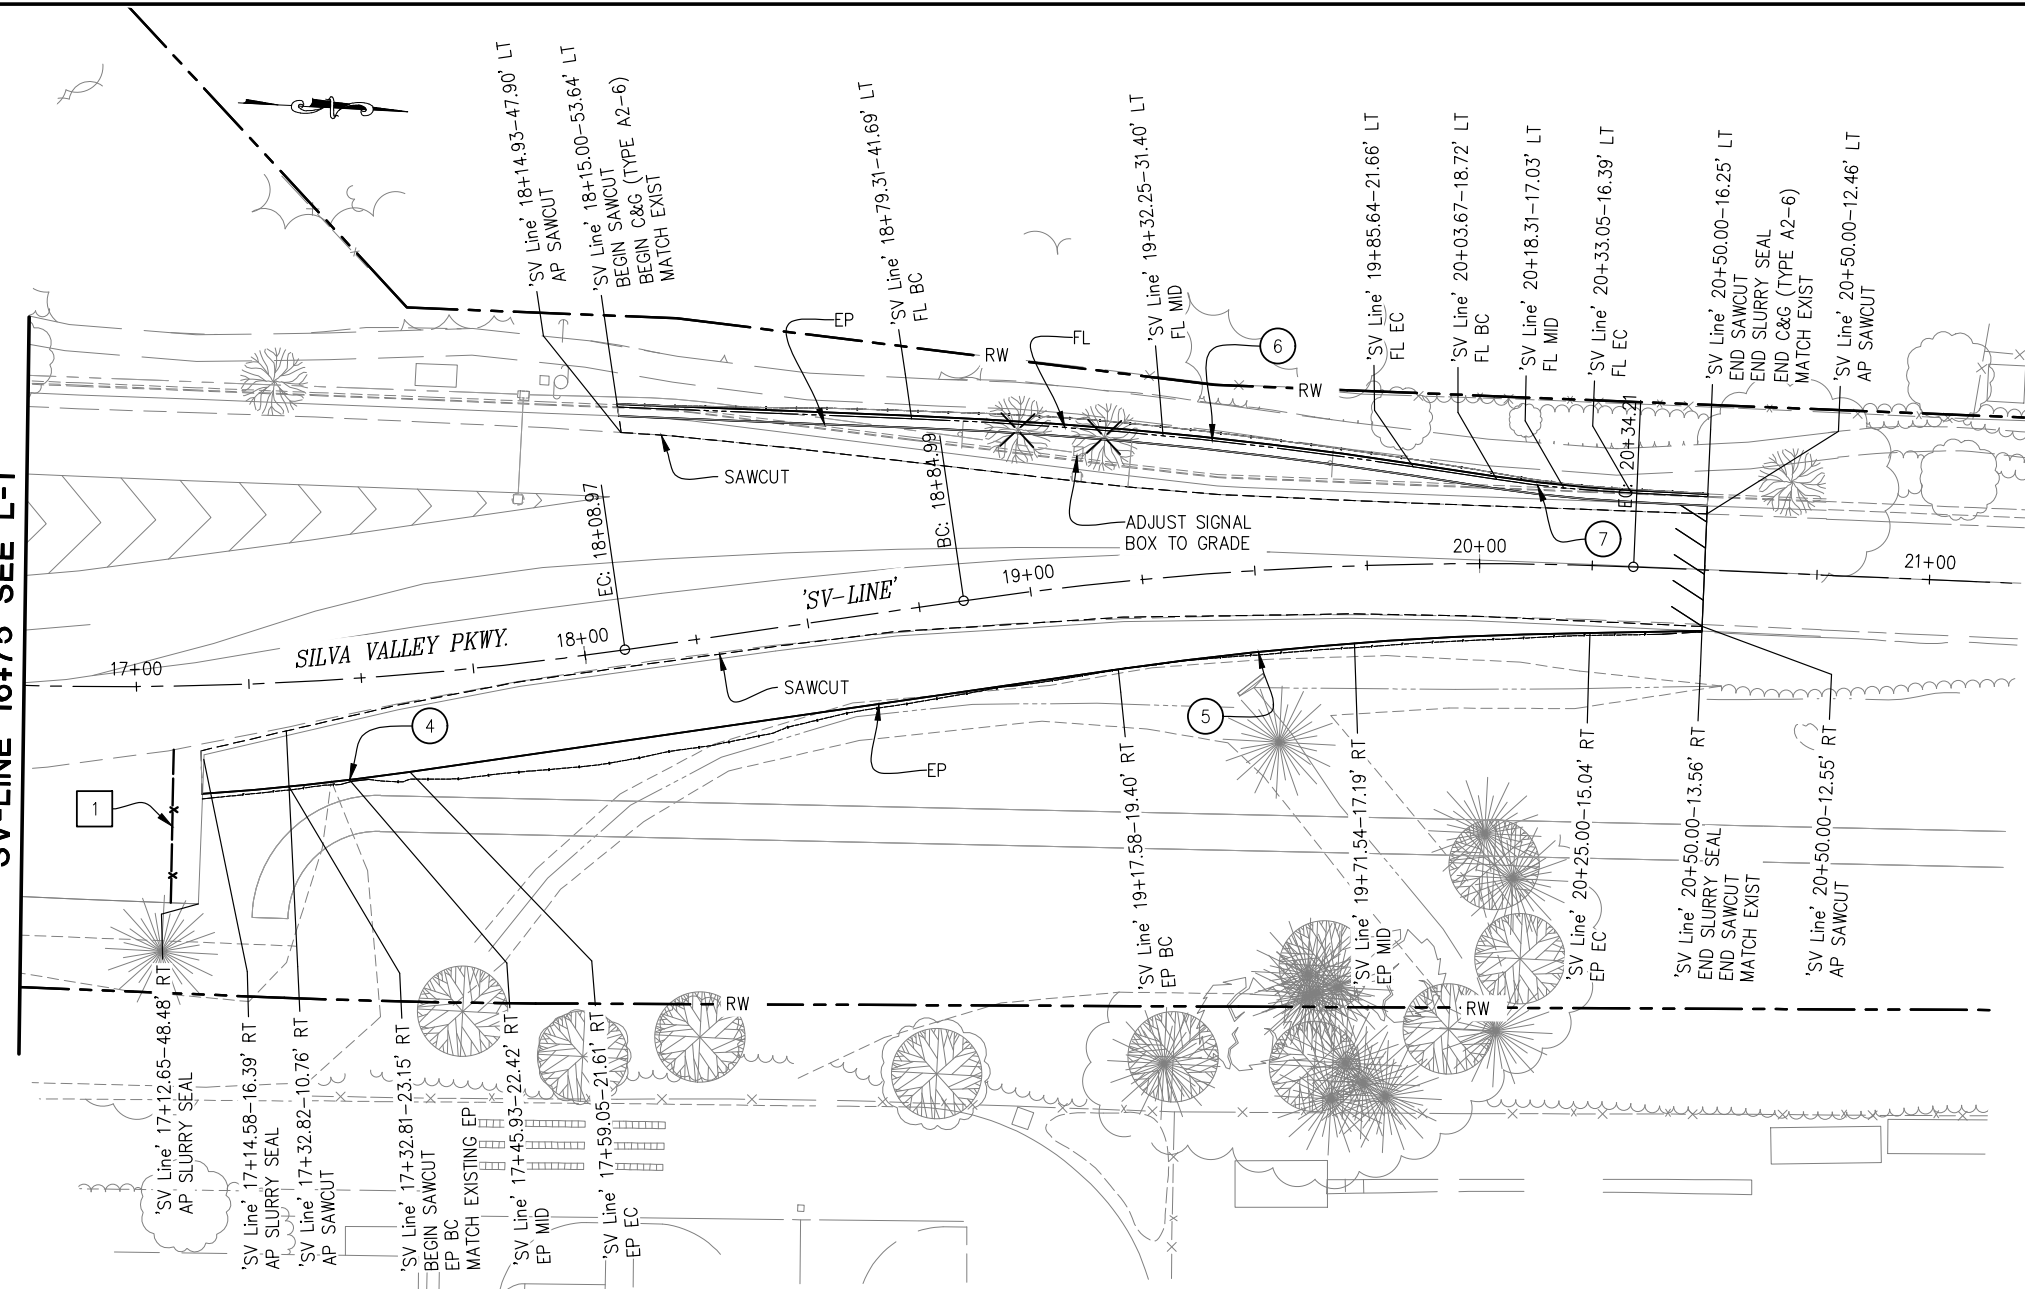 'SV Line' 18+14.93-47.90' LT
AP SAWCUT
'SV Line' 18+15.00-53.64' LT
BEGIN SAWCUT
BEGIN C&G (TYPE A2-6)
MATCH EXIST
'SV Line' 18+79.31-41.69' LT
FL BC
'SV Line' 19+32.25-31.40' LT
FL MID
'SV Line' 19+85.64-21.66' LT
FL EC
'SV Line' 20+03.67-18.72' LT
FL BC
'SV Line' 20+18.31-17.03' LT
FL MID
'SV Line' 20+33.05-16.39' LT
FL EC
'SV Line' 20+50.00-16.25' LT
END SAWCUT
END SLURRY SEAL
END C&G (TYPE A2-6)
MATCH EXIST
'SV Line' 20+50.00-12.46' LT
AP SAWCUT
EP
FL
6
RW
RW
SAWCUT
EC: 18+08.97
BC: 18+84.99
EC: 20+34.21
ADJUST SIGNAL
BOX TO GRADE
7
17+00
SILVA VALLEY PKWY.
18+00
'SV-LINE'
19+00
20+00
21+00
SAWCUT
4
5
1
EP
RW
RW
'SV Line' 17+12.65-48.48' RT
AP SLURRY SEAL
'SV Line' 17+14.58-16.39' RT
AP SLURRY SEAL
'SV Line' 17+32.82-10.76' RT
AP SAWCUT
'SV Line' 17+32.81-23.15' RT
BEGIN SAWCUT
EP BC
MATCH EXISTING EP
'SV Line' 17+45.93-22.42' RT
EP MID
'SV Line' 17+59.05-21.61' RT
EP EC
'SV Line' 19+17.58-19.40' RT
EP BC
'SV Line' 19+71.54-17.19' RT
EP MID
'SV Line' 20+25.00-15.04' RT
EP EC
'SV Line' 20+50.00-13.56' RT
END SLURRY SEAL
END SAWCUT
MATCH EXIST
'SV Line' 20+50.00-12.55' RT
AP SAWCUT